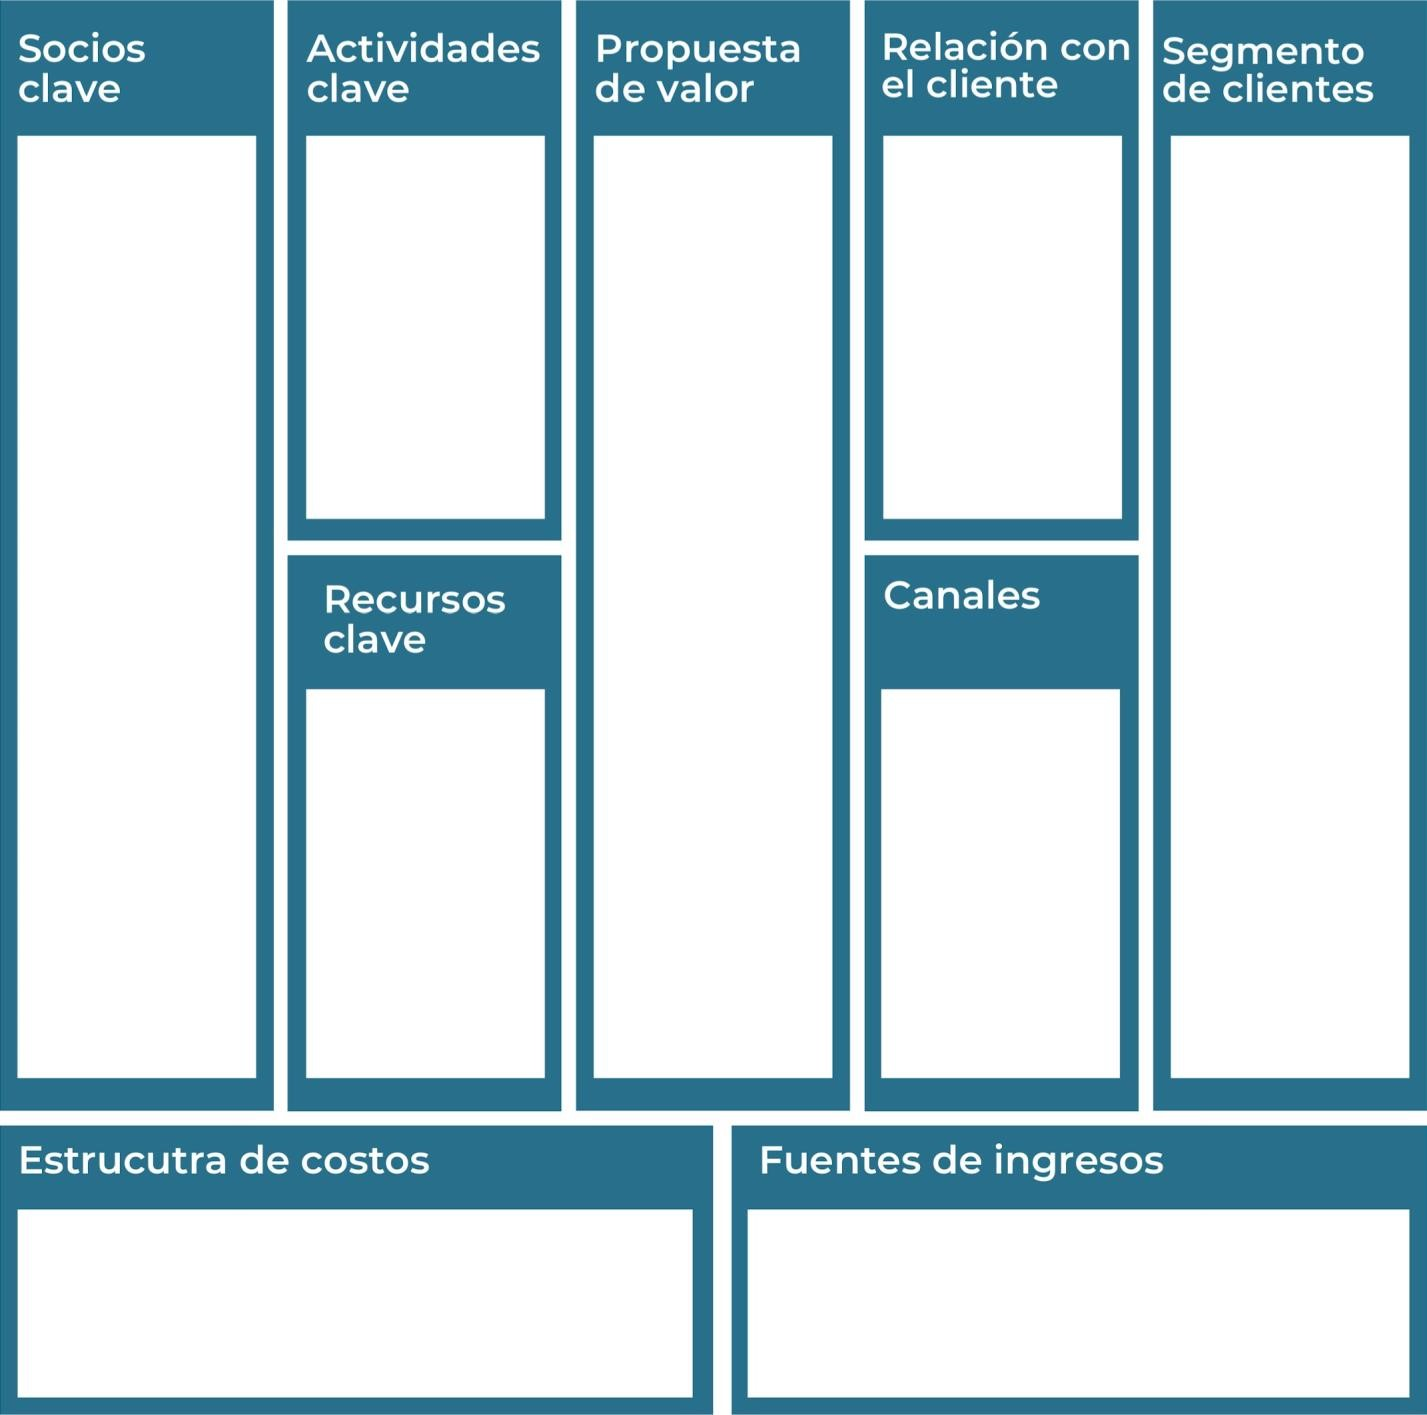 Socios
clave
Actividades
clave
Propuesta
de valor
Relación con
el cliente
Segmento
de clientes
Recursos
clave
Canales
Estrucutra de costos
Fuentes de ingresos